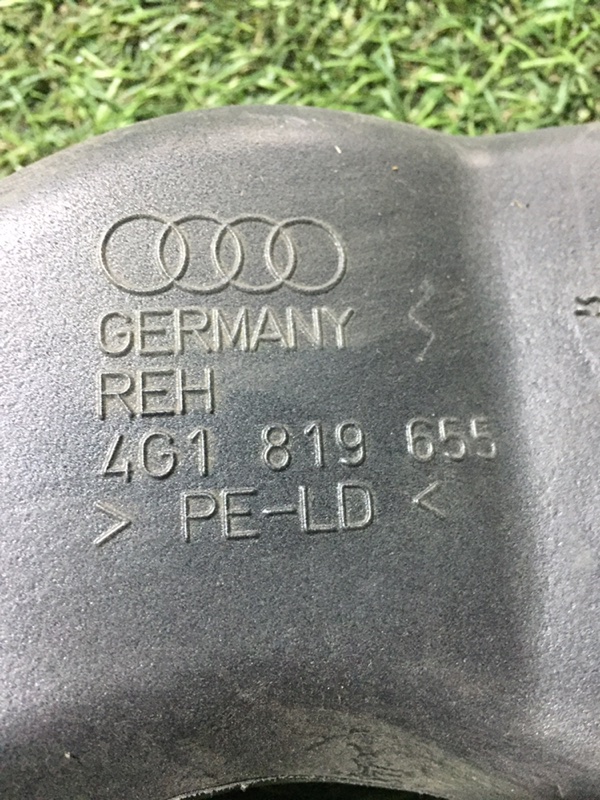 GERMANY
REH
4G1 819 655
> PE-LD <